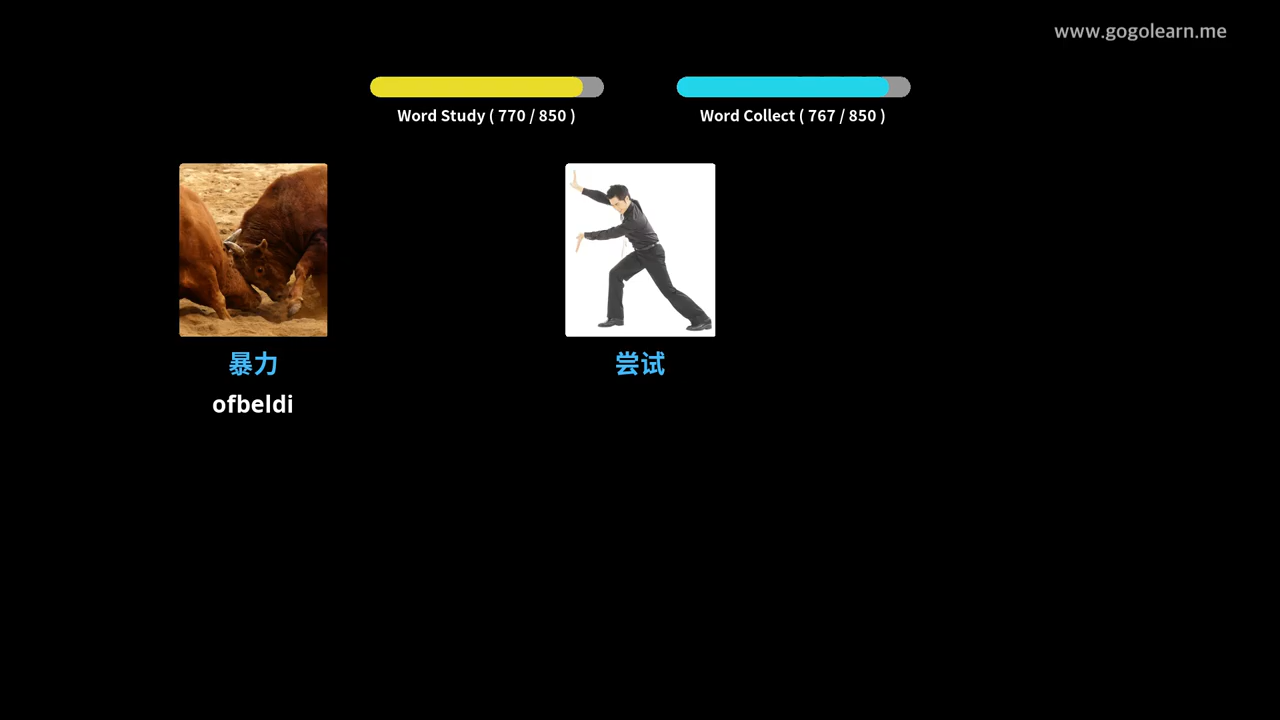 www.gogolearn.me
Word Study ( 770 / 850 )
Word Collect ( 767 / 850 )
暴力
尝试
ofbeldi